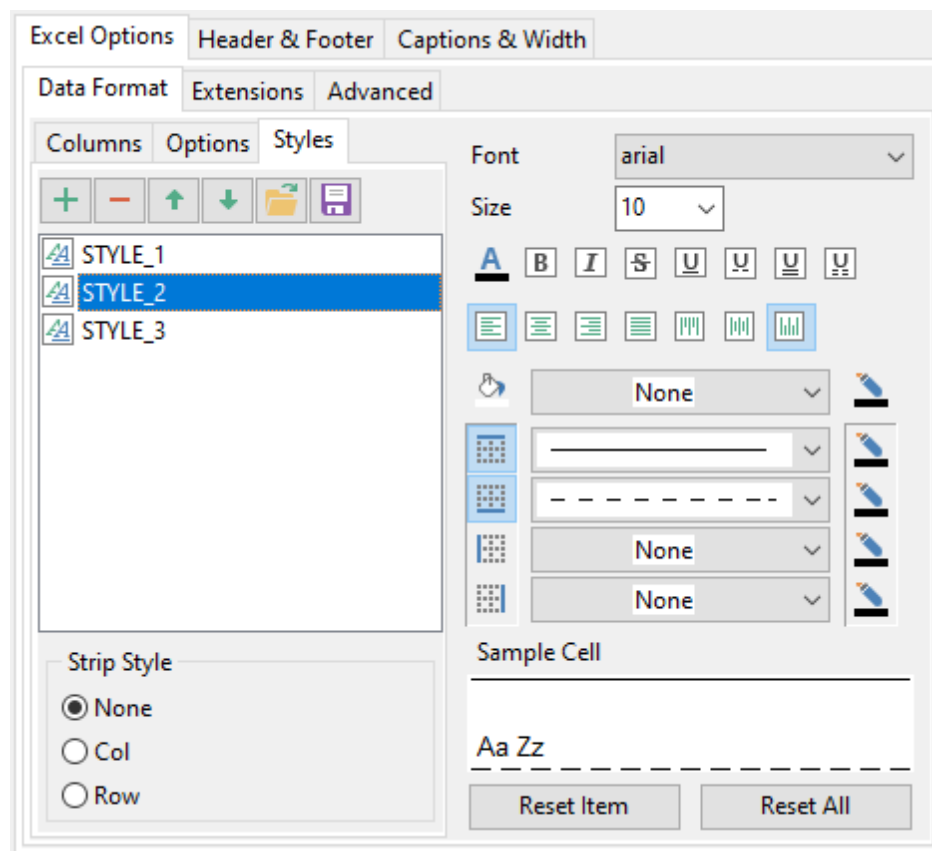 Excel Options Header & Footer Captions & Width
Data Format Extensions Advanced
Columns Options Styles
STYLE_1
STYLE_2
STYLE_3
Strip Style
None
Col
Row
Font arial
Size 10
A B I S U U U U
None
None
None
Sample Cell
Aa Zz
Reset Item Reset All